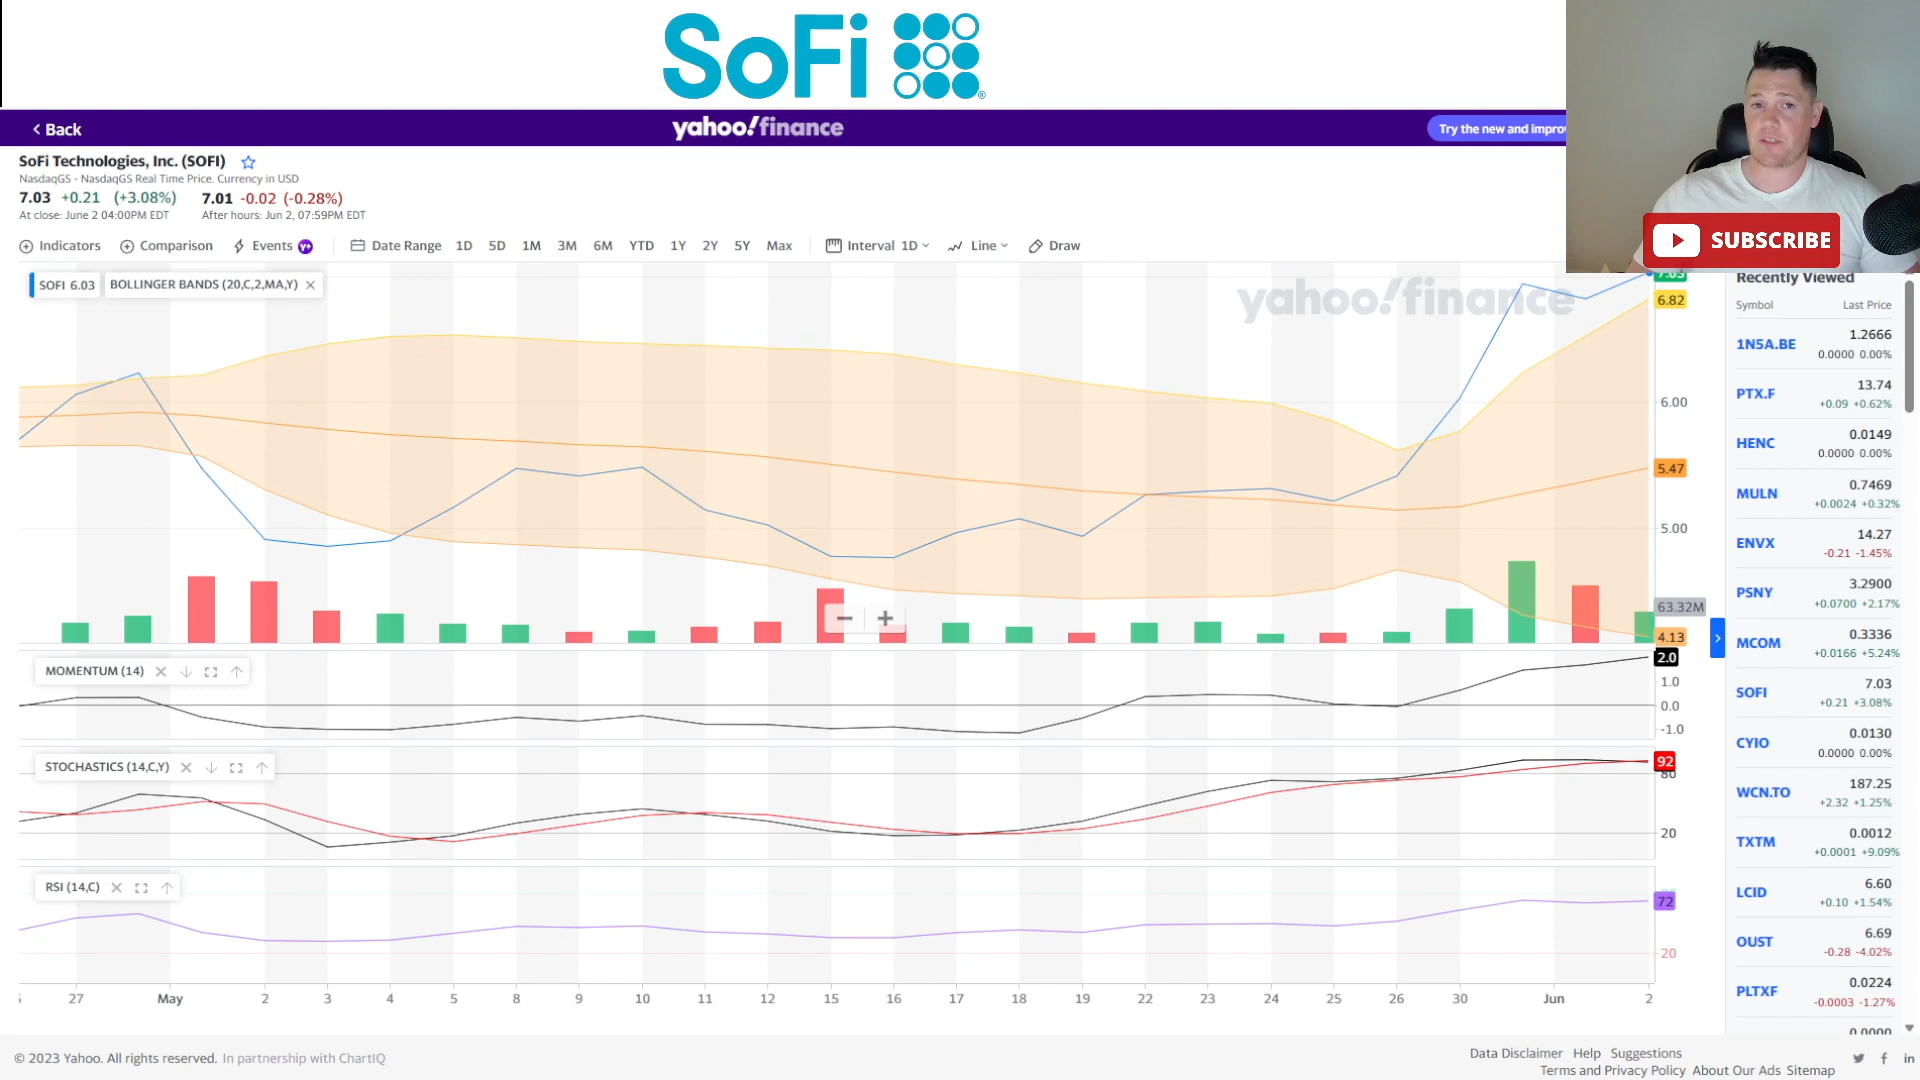 SoFi
Back
yahoo!finance
Try the new and improv
SoFi Technologies, Inc. (SOFI)
NasdaqGS - NasdaqGS Real Time Price. Currency in USD
7.03 +0.21 (+3.08%) 7.01 -0.02 (-0.28%)
At close: June 2 04:00PM EDT After hours: Jun 2, 07:59PM EDT
SUBSCRIBE
Indicators Comparison Events Y+ Date Range 1D 5D 1M 3M 6M YTD 1Y 2Y 5Y Max Interval 1D Line Draw
SOFI 6.03 BOLLINGER BANDS (20,C,2,MA,Y)
yahoo!finance
7.03
6.82
6.00
5.47
5.00
63.32M
4.13
MOMENTUM (14)
2.0
1.0
0.0
-1.0
STOCHASTICS (14,C,Y)
92
80
20
RSI (14,C)
72
20
27 May 2 3 4 5 8 9 10 11 12 15 16 17 18 19 22 23 24 25 26 30 Jun 2
Recently Viewed
Symbol Last Price
1N5A.BE 1.2666
0.0000 0.00%
PTX.F 13.74
+0.09 +0.62%
HENC 0.0149
0.0000 0.00%
MULN 0.7469
+0.0024 +0.32%
ENVX 14.27
-0.21 -1.45%
PSNY 3.2900
+0.0700 +2.17%
MCOM 0.3336
+0.0166 +5.24%
SOFI 7.03
+0.21 +3.08%
CYIO 0.0130
0.0000 0.00%
WCN.TO 187.25
+2.32 +1.25%
TXTM 0.0012
+0.0001 +9.09%
LCID 6.60
+0.10 +1.54%
OUST 6.69
-0.28 -4.02%
PLTXF 0.0224
-0.0003 -1.27%
© 2023 Yahoo. All rights reserved. In partnership with ChartIQ
Data Disclaimer Help Suggestions
Terms and Privacy Policy About Our Ads Sitemap